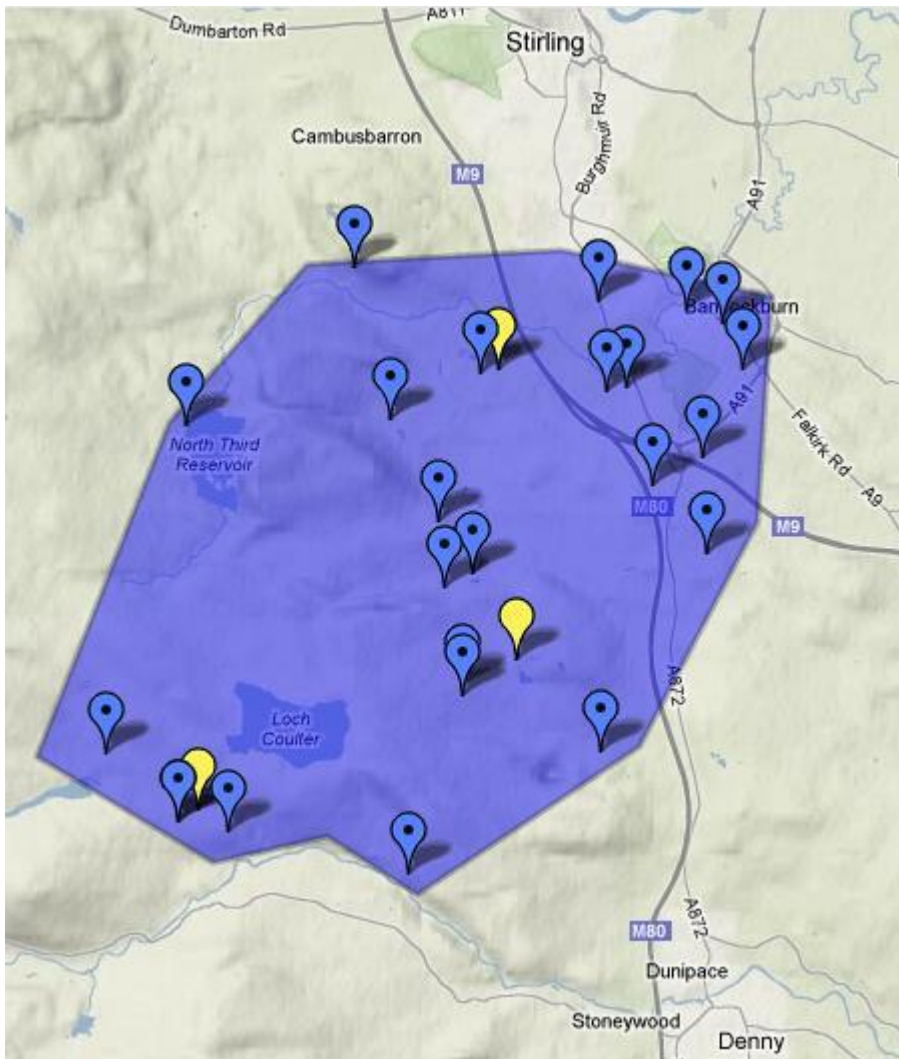 A811
Dumbarton Rd
Stirling
Cambusbarron
Burghmuir Rd
M9
A91
Bannockburn
A91
North Third
Reservoir
Falkirk Rd
A9
M80
M9
A872
Loch
Coulter
A872
M80
Dunipace
Stoneywood
Denny